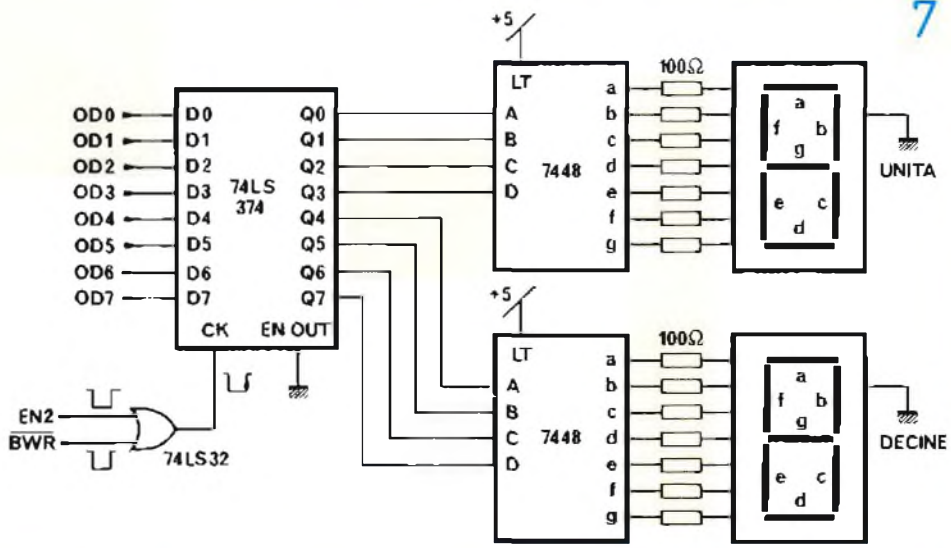 7
+5
100Ω
LT
OD0 D0 Q0 A a
OD1 D1 Q1 B b
OD2 D2 Q2 C c
OD3 D3 Q3 D d
OD4 D4 Q4 e
OD5 D5 Q5 f
OD6 D6 Q6 g
OD7 D7 Q7
74LS
374
7448
a
f b
g
e c
d
UNITA
CK EN OUT
EN2
BWR
74LS32
+5
100Ω
LT
A a
B b
C c
D d
e
f
g
7448
a
f b
g
e c
d
DECINE